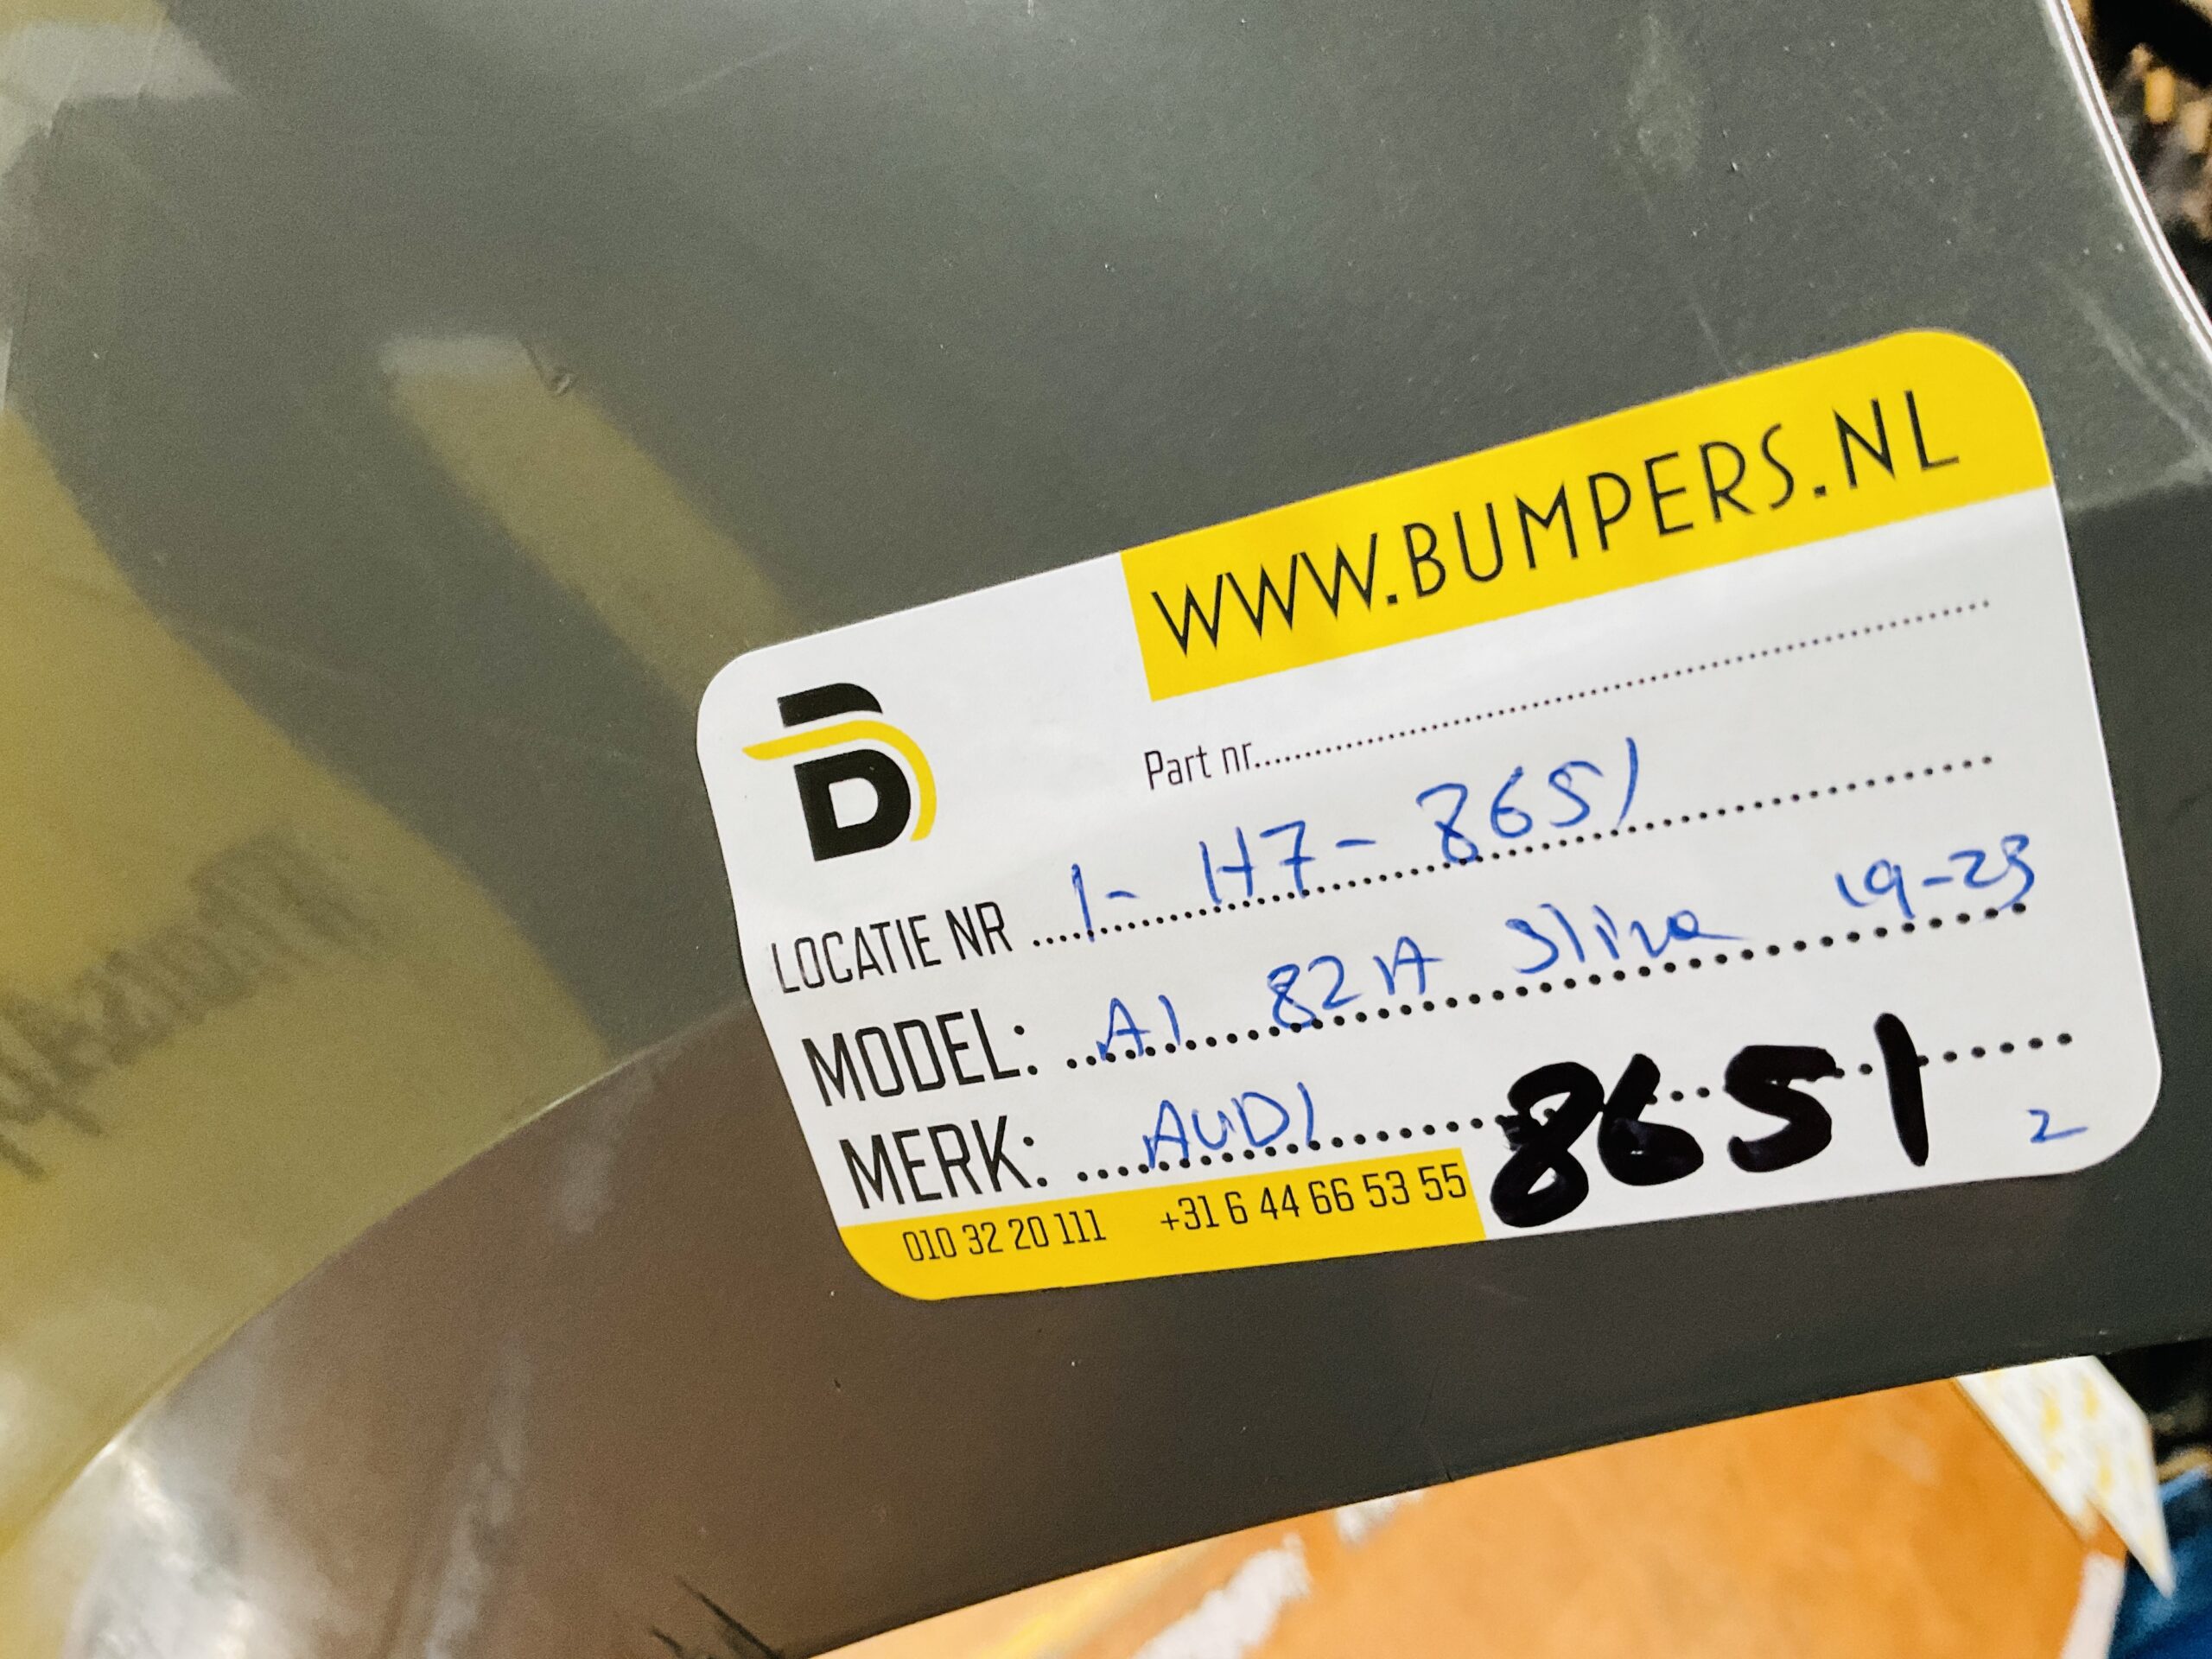 WWW.BUMPERS.NL
Part nr.
LOCATIE NR 1- H7- 8651
MODEL: A1 82A Sline 19-23
MERK: AUDI
8651
2
010 32 20 111 +31 6 44 66 53 55